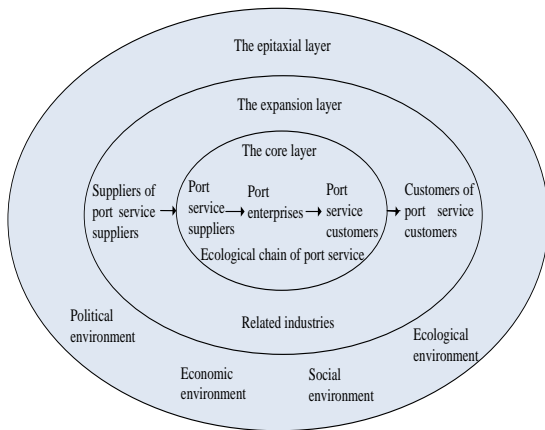 The epitaxial layer
The expansion layer
The core layer
Suppliers of
port service
suppliers
Port
service
suppliers
Port
enterprises
Port
service
customers
Customers of
port service
customers
Ecological chain of port service
Related industries
Political
environment
Economic
environment
Social
environment
Ecological
environment